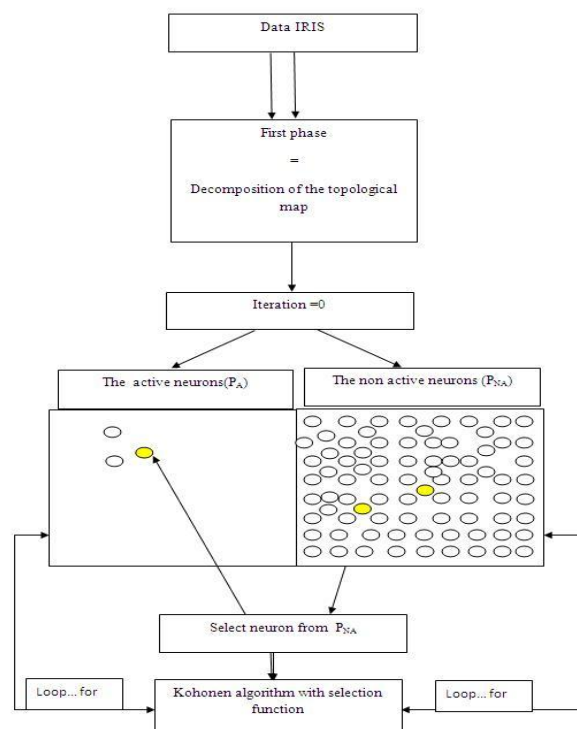 Data IRIS
First phase
=
Decomposition of the topological
map
Iteration =0
The active neurons(PA)
The non active neurons (PNA)
Select neuron from PNA
Loop... for
Kohonen algorithm with selection
function
Loop... for